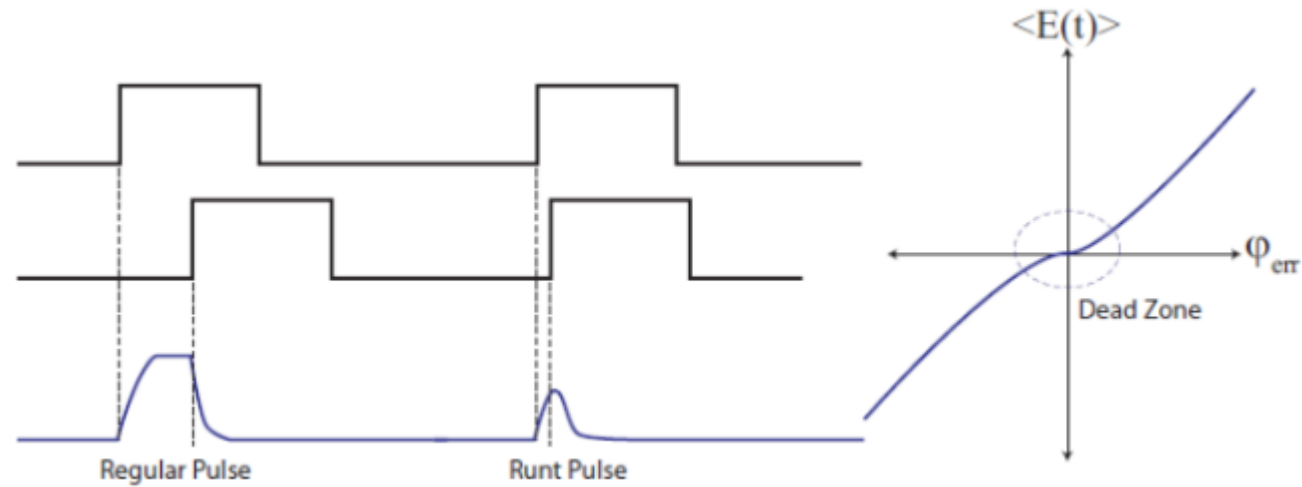 <E(t)>
φerr
Dead Zone
Regular Pulse
Runt Pulse